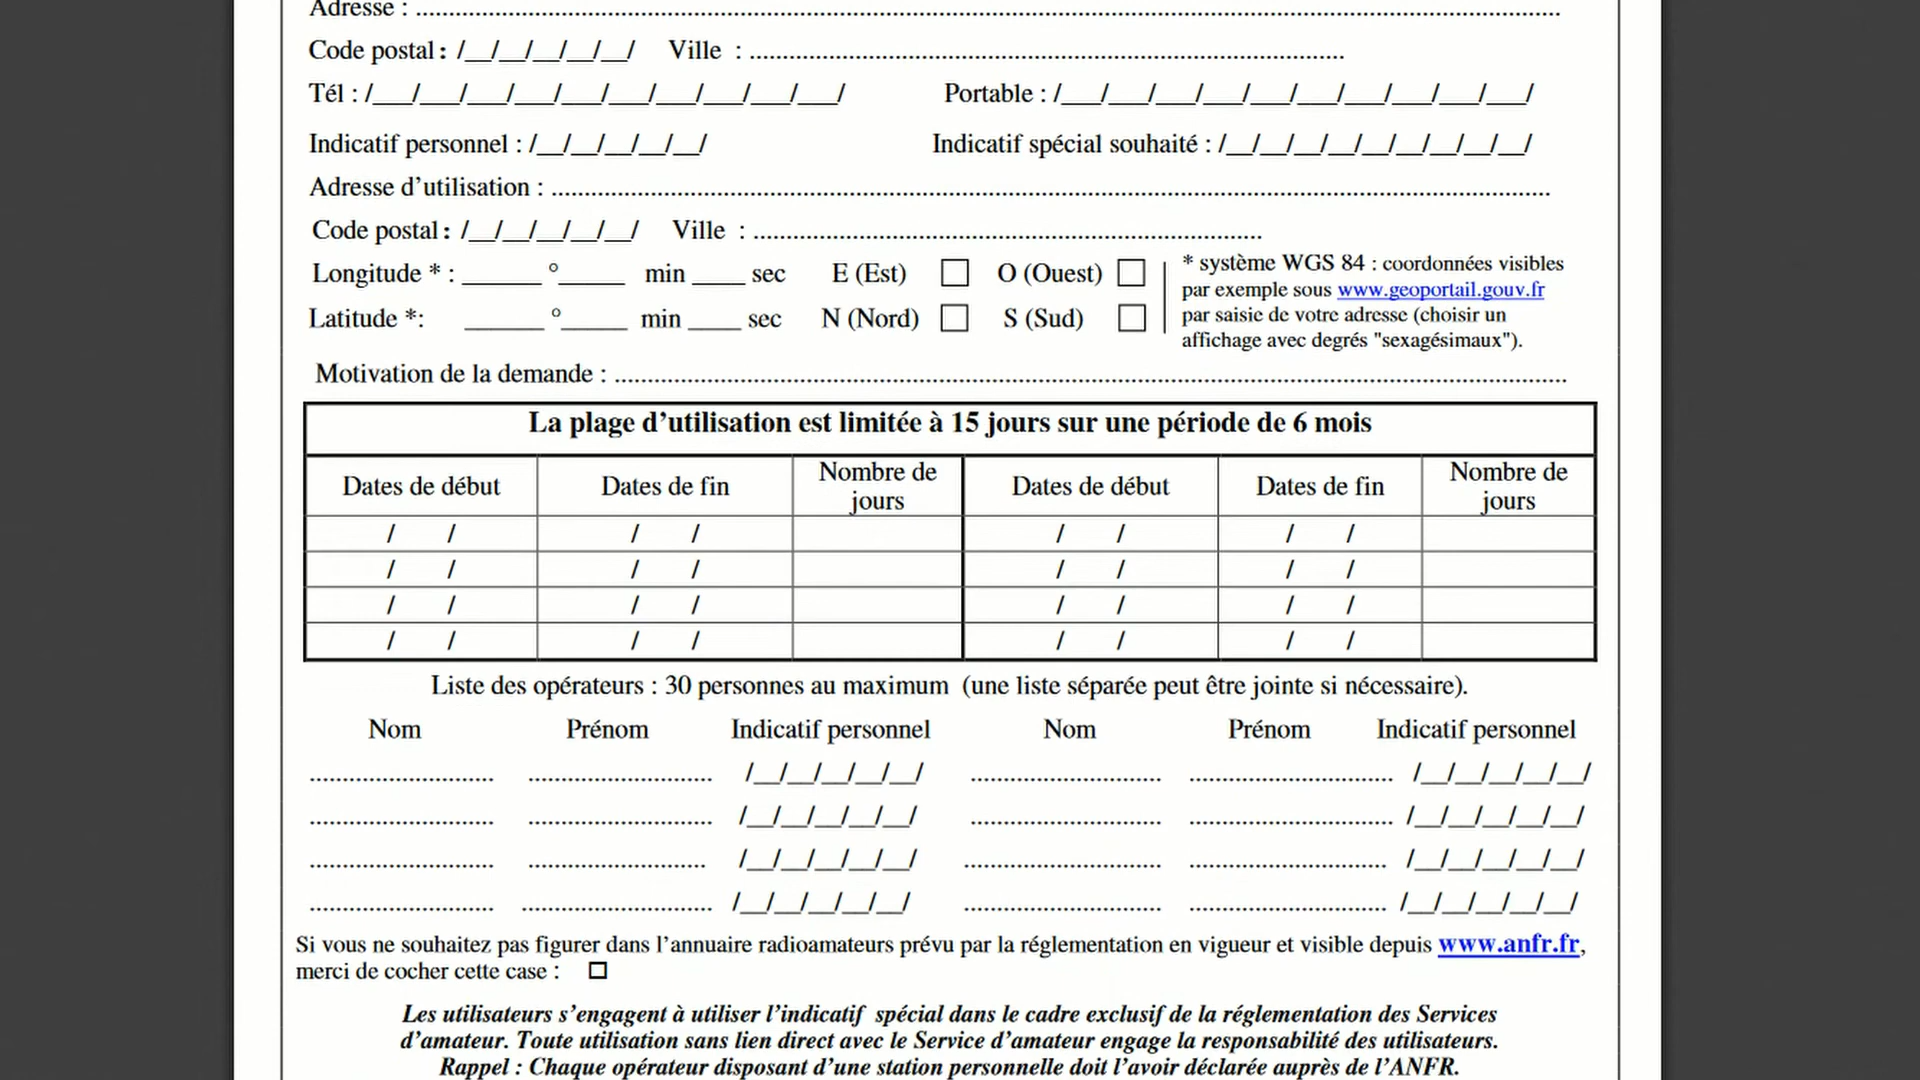 Adresse : ..........................................................................................................................................................................
Code postal : /__/__/__/__/__/ Ville : ........................................................................................
Tél : /___/___/___/___/___/___/___/___/___/___/ Portable : /___/___/___/___/___/___/___/___/___/___/
Indicatif personnel : /__/__/__/__/__/ Indicatif spécial souhaité : /__/__/__/__/__/__/__/__/__/
Adresse d’utilisation : ....................................................................................................................................................
Code postal : /__/__/__/__/__/ Ville : ...........................................................................
Longitude * : ______ °_____ min ____ sec E (Est) ☐ O (Ouest) ☐
Latitude *: ______ °_____ min ____ sec N (Nord) ☐ S (Sud) ☐
* système WGS 84 : coordonnées visibles
par exemple sous www.geoportail.gouv.fr
par saisie de votre adresse (choisir un
affichage avec degrés "sexagésimaux").
Motivation de la demande : .............................................................................................................................................
La plage d’utilisation est limitée à 15 jours sur une période de 6 mois
Dates de début Dates de fin Nombre de jours Dates de début Dates de fin Nombre de jours
/ / / / / / / /
/ / / / / / / /
/ / / / / / / /
/ / / / / / / /
Liste des opérateurs : 30 personnes au maximum (une liste séparée peut être jointe si nécessaire).
Nom Prénom Indicatif personnel Nom Prénom Indicatif personnel
............................ ............................ /__/__/__/__/__/ ............................. ............................... /__/__/__/__/__/
............................ ............................ /__/__/__/__/__/ ............................. ............................... /__/__/__/__/__/
............................ ........................... /__/__/__/__/__/ .............................. .............................. /__/__/__/__/__/
............................ ............................. /__/__/__/__/__/ .............................. .............................. /__/__/__/__/__/
Si vous ne souhaitez pas figurer dans l’annuaire radioamateurs prévu par la réglementation en vigueur et visible depuis www.anfr.fr,
merci de cocher cette case : ☐
Les utilisateurs s’engagent à utiliser l’indicatif spécial dans le cadre exclusif de la réglementation des Services
d’amateur. Toute utilisation sans lien direct avec le Service d’amateur engage la responsabilité des utilisateurs.
Rappel : Chaque opérateur disposant d’une station personnelle doit l’avoir déclarée auprès de l’ANFR.